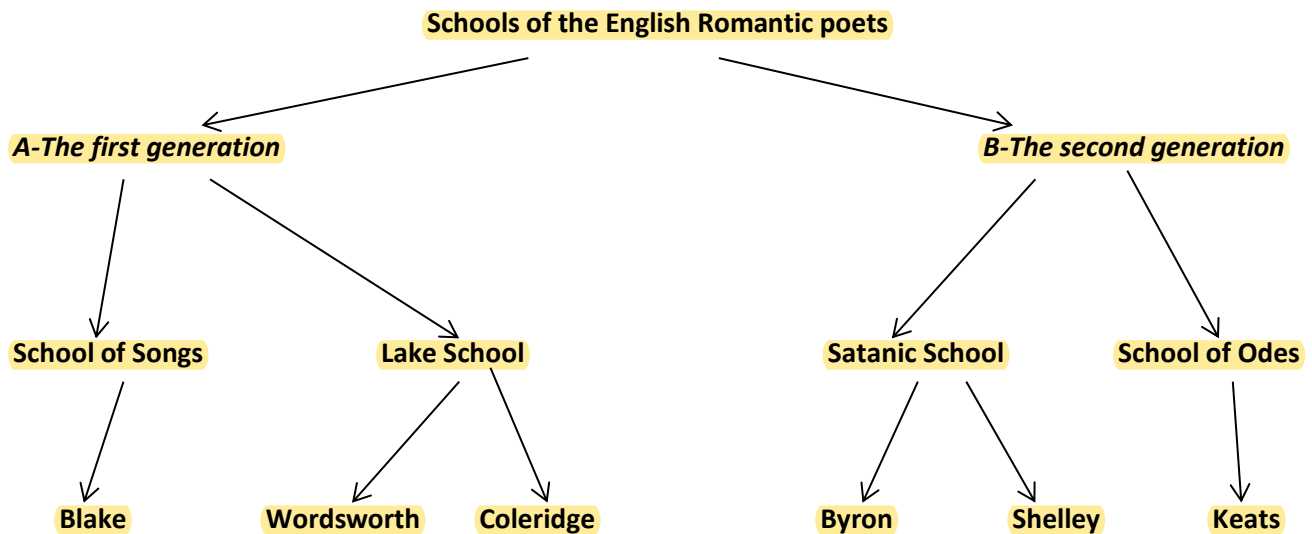 Schools of the English Romantic poets
A-The first generation
B-The second generation
School of Songs
Lake School
Satanic School
School of Odes
Blake
Wordsworth
Coleridge
Byron
Shelley
Keats